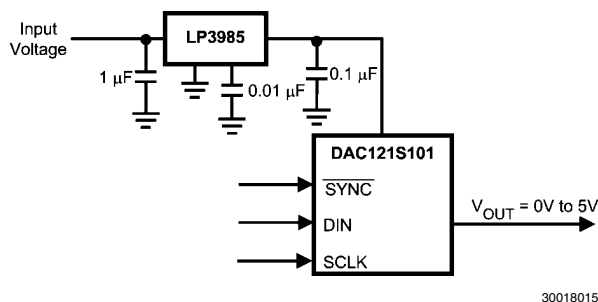 Input
Voltage
LP3985
1 μF
0.01 μF
0.1 μF
DAC121S101
SYNC
DIN
SCLK
VOUT = 0V to 5V
30018015